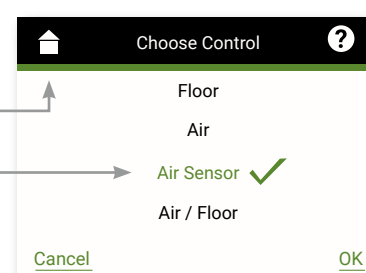 Choose Control ?
Floor
Air
Air Sensor
Air / Floor
Cancel OK